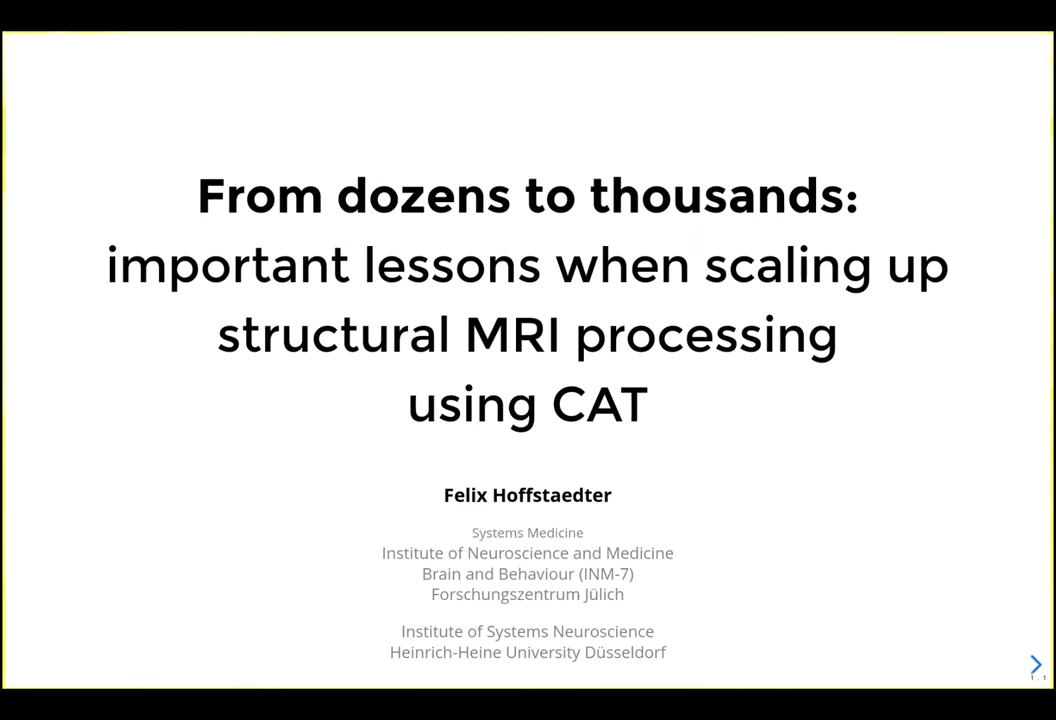 From dozens to thousands:
important lessons when scaling up
structural MRI processing
using CAT
Felix Hoffstaedter
Systems Medicine
Institute of Neuroscience and Medicine
Brain and Behaviour (INM-7)
Forschungszentrum Jülich
Institute of Systems Neuroscience
Heinrich-Heine University Düsseldorf
1 . 1